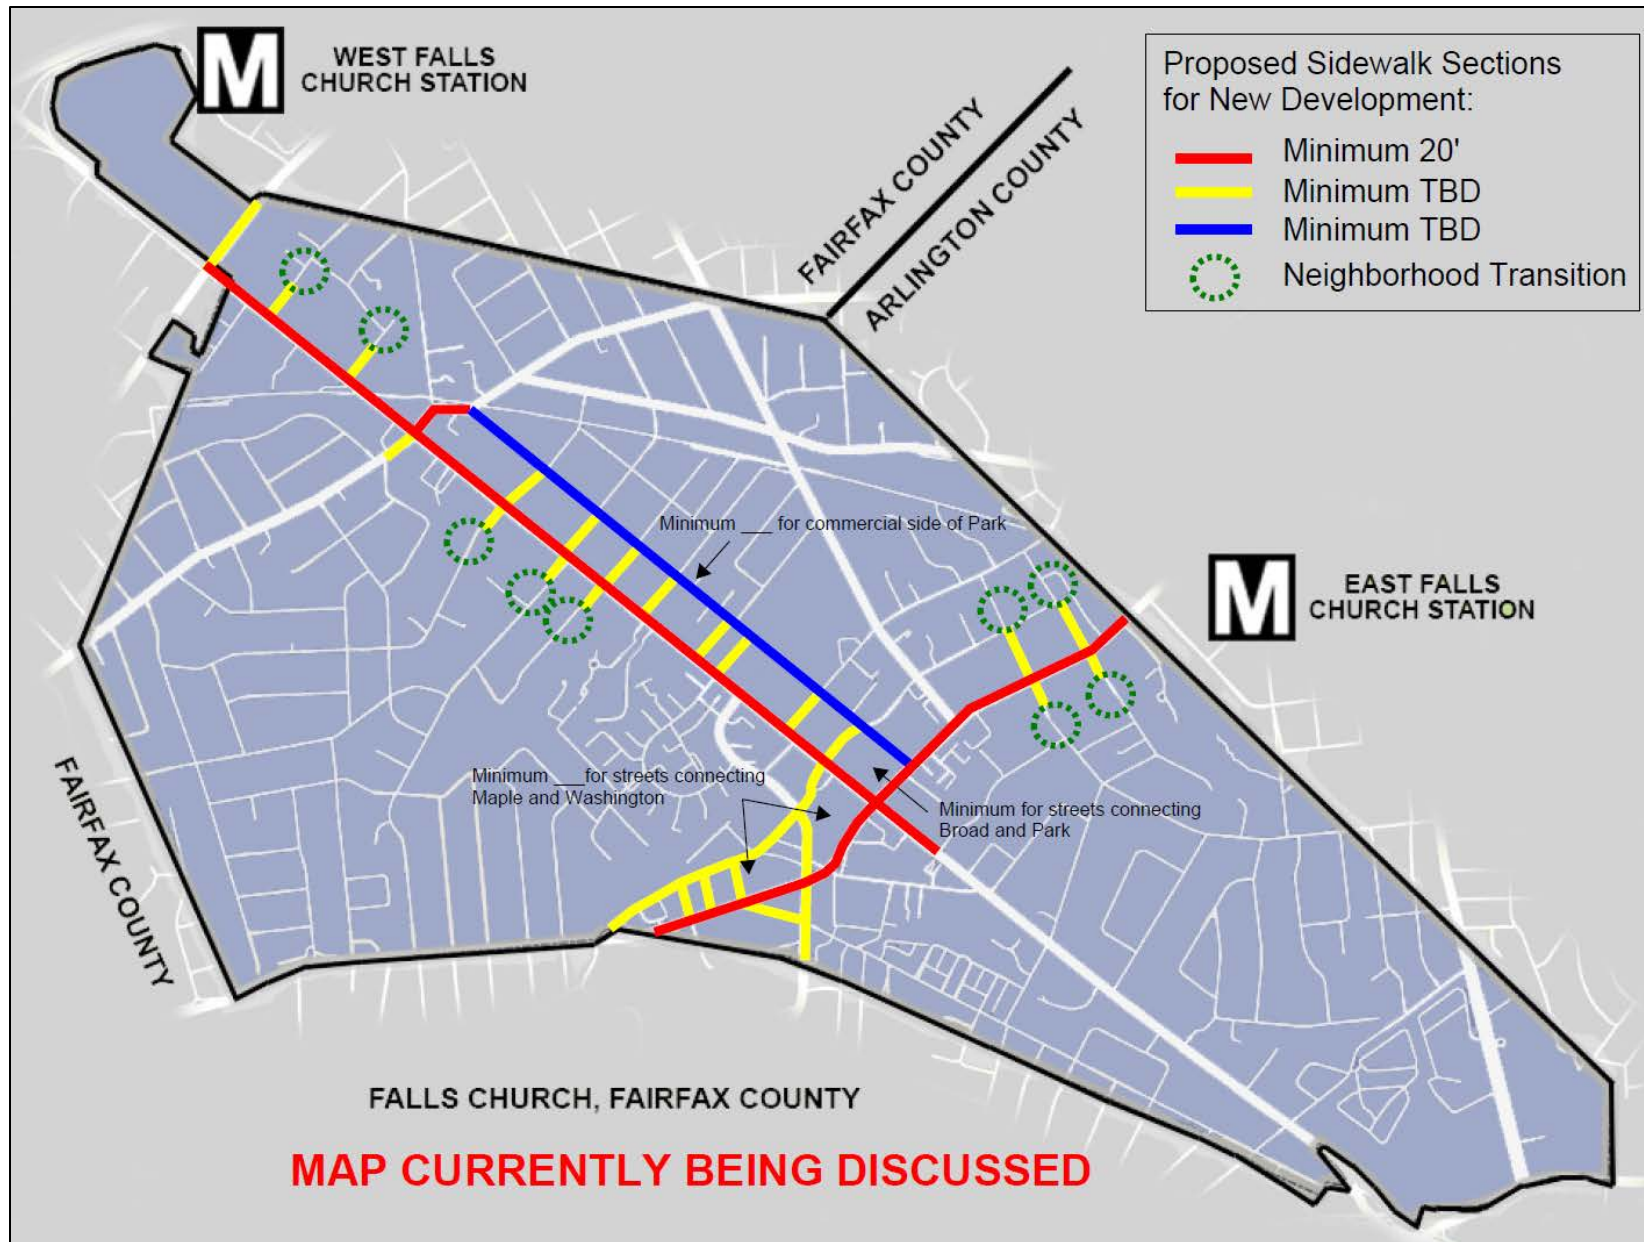 M
WEST FALLS
CHURCH STATION
Proposed Sidewalk Sections
for New Development:
Minimum 20'
Minimum TBD
Minimum TBD
Neighborhood Transition
FAIRFAX COUNTY
ARLINGTON COUNTY
Minimum ___ for commercial side of Park
M
EAST FALLS
CHURCH STATION
Minimum ___for streets connecting
Maple and Washington
Minimum for streets connecting
Broad and Park
FAIRFAX COUNTY
FALLS CHURCH, FAIRFAX COUNTY
MAP CURRENTLY BEING DISCUSSED